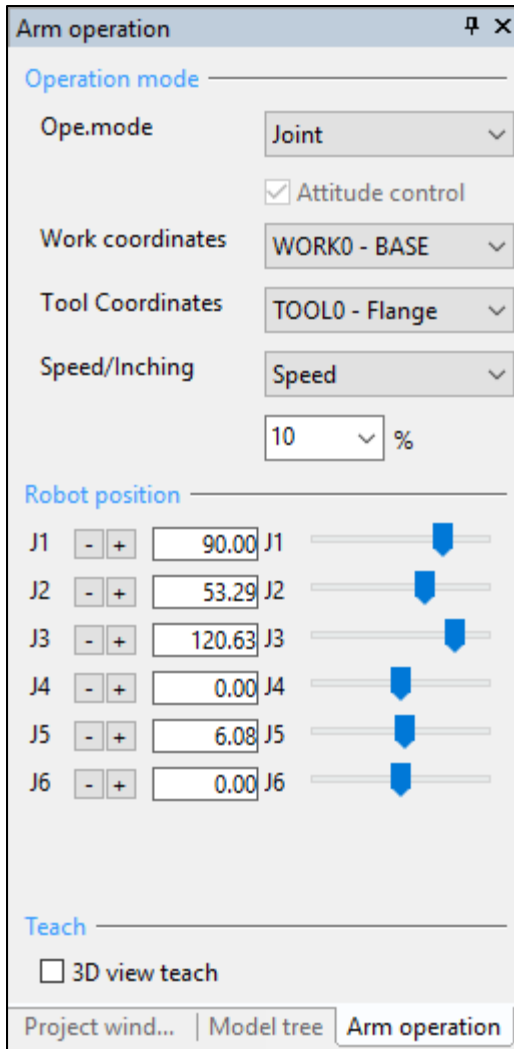 Arm operation
Operation mode
Ope.mode Joint
Attitude control
Work coordinates WORK0 - BASE
Tool Coordinates TOOL0 - Flange
Speed/Inching Speed
10 %
Robot position
J1 - + 90.00 J1
J2 - + 53.29 J2
J3 - + 120.63 J3
J4 - + 0.00 J4
J5 - + 6.08 J5
J6 - + 0.00 J6
Teach
3D view teach
Project wind... Model tree Arm operation